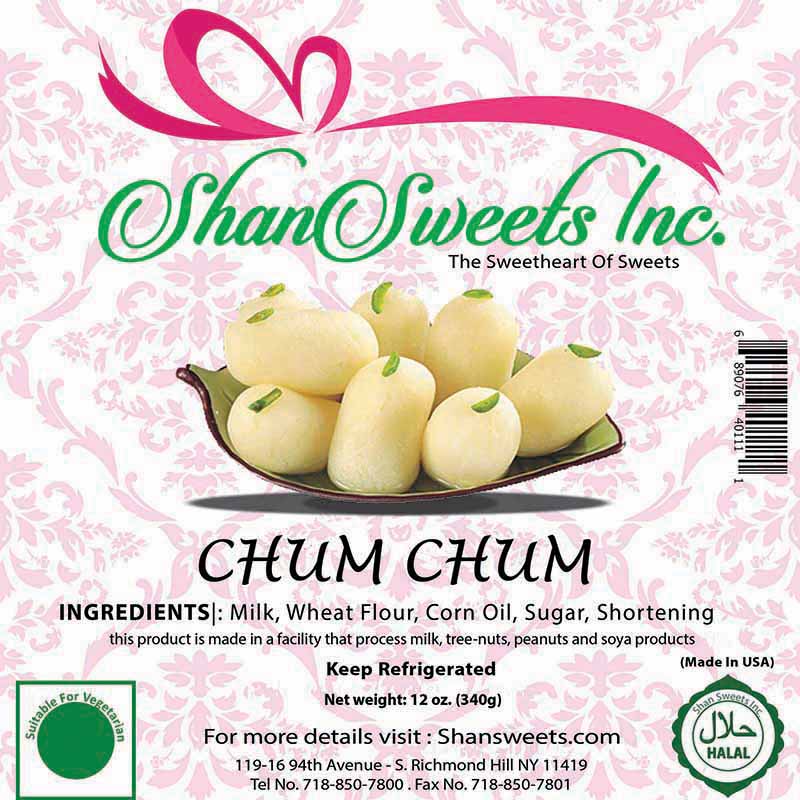 ShanSweets Inc.
The Sweetheart Of Sweets
6 89076 40111 1
CHUM CHUM
INGREDIENTS|: Milk, Wheat Flour, Corn Oil, Sugar, Shortening
this product is made in a facility that process milk, tree-nuts, peanuts and soya products
Keep Refrigerated
(Made In USA)
Net weight: 12 oz. (340g)
Suitable For Vegetarian
Shan Sweets Inc.
حلال
HALAL
For more details visit : Shansweets.com
119-16 94th Avenue - S. Richmond Hill NY 11419
Tel No. 718-850-7800 . Fax No. 718-850-7801